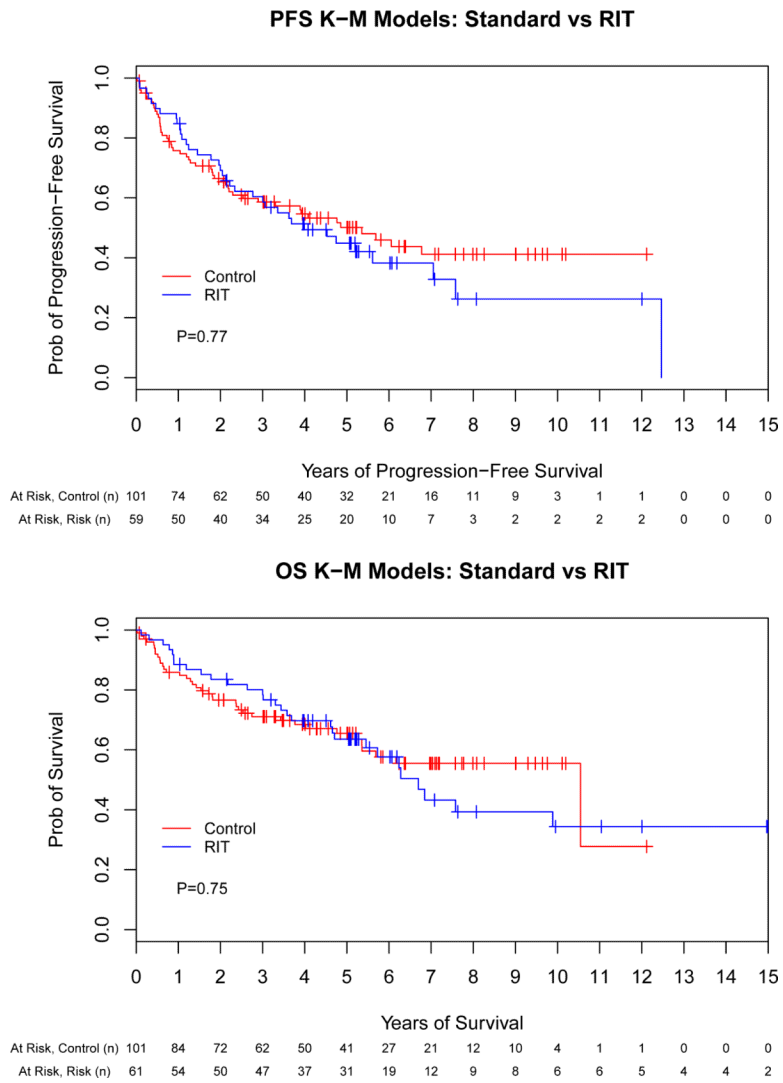 PFS K−M Models: Standard vs RIT
Prob of Progression−Free Survival
1.0
0.8
0.6
0.4
0.2
0.0
Control
RIT
P=0.77
0 1 2 3 4 5 6 7 8 9 10 11 12 13 14 15
Years of Progression−Free Survival
At Risk, Control (n) 101 74 62 50 40 32 21 16 11 9 3 1 1 0 0 0
At Risk, Risk (n) 59 50 40 34 25 20 10 7 3 2 2 2 2 0 0 0
OS K−M Models: Standard vs RIT
Prob of Survival
1.0
0.8
0.6
0.4
0.2
0.0
Control
RIT
P=0.75
0 1 2 3 4 5 6 7 8 9 10 11 12 13 14 15
Years of Survival
At Risk, Control (n) 101 84 72 62 50 41 27 21 12 10 4 1 1 0 0 0
At Risk, Risk (n) 61 54 50 47 37 31 19 12 9 8 6 6 5 4 4 2